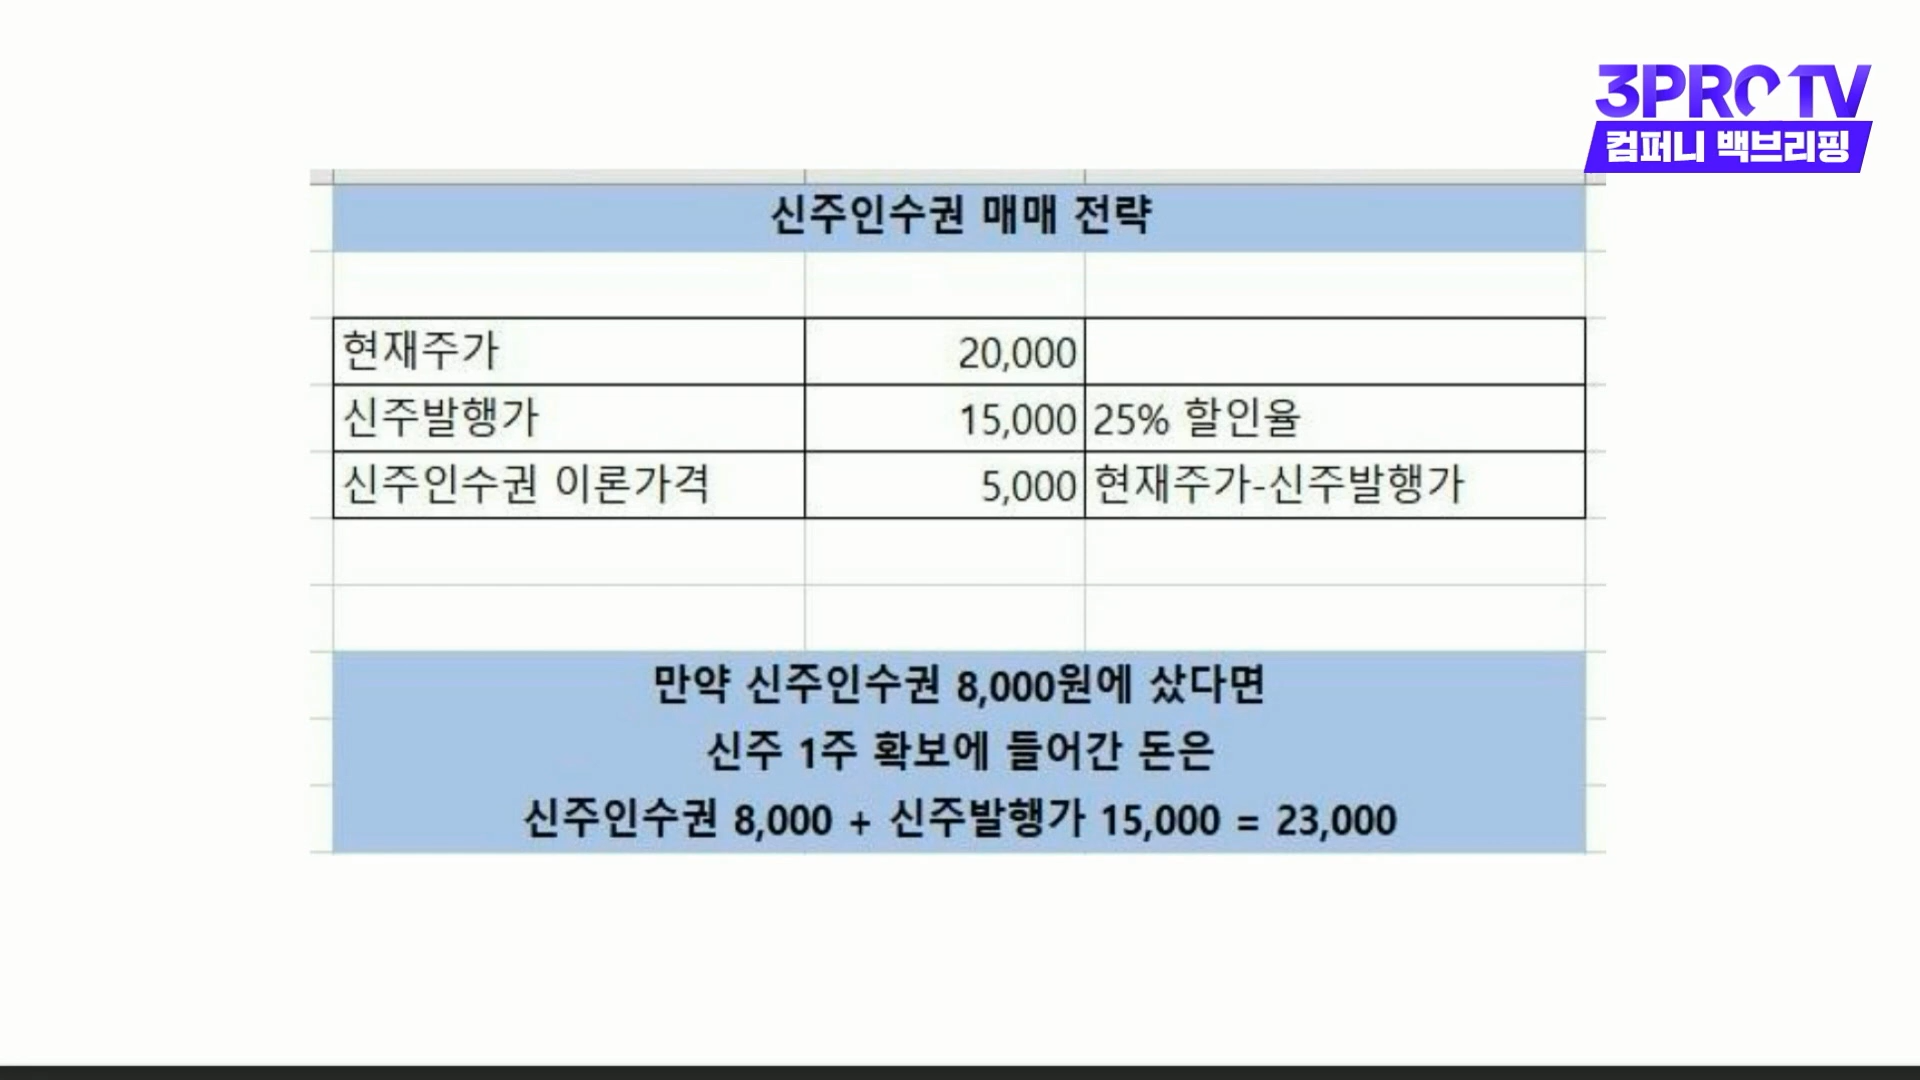 3PRO TV
컴퍼니 백브리핑
신주인수권 매매 전략
현재주가 20,000
신주발행가 15,000 25% 할인율
신주인수권 이론가격 5,000 현재주가-신주발행가
만약 신주인수권 8,000원에 샀다면
신주 1주 확보에 들어간 돈은
신주인수권 8,000 + 신주발행가 15,000 = 23,000